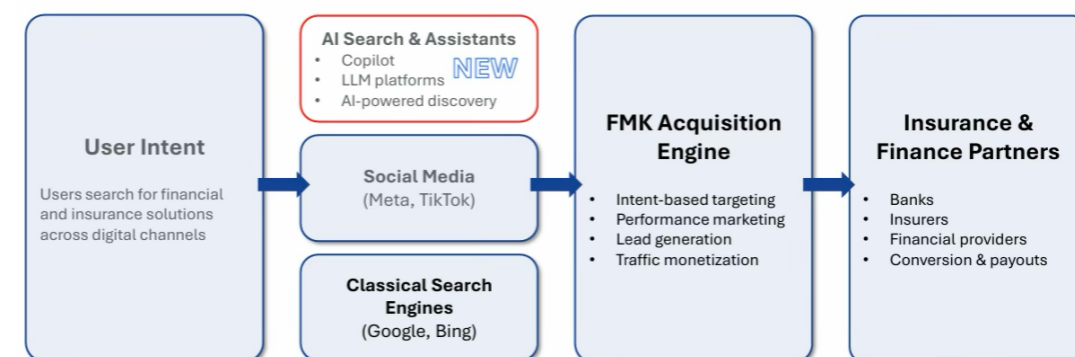 User Intent
Users search for financial
and insurance solutions
across digital channels
AI Search & Assistants
• Copilot
• LLM platforms
• AI-powered discovery
NEW
Social Media
(Meta, TikTok)
Classical Search
Engines
(Google, Bing)
FMK Acquisition
Engine
• Intent-based targeting
• Performance marketing
• Lead generation
• Traffic monetization
Insurance &
Finance Partners
• Banks
• Insurers
• Financial providers
• Conversion & payouts